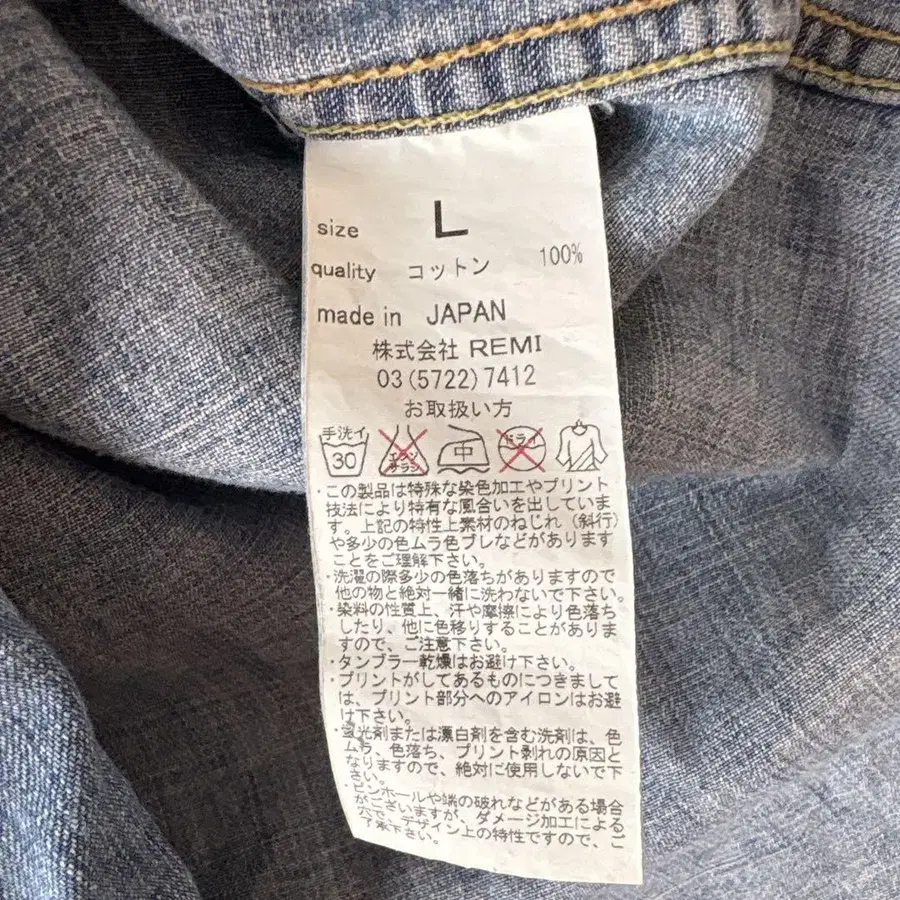 size L
quality コットン 100%
made in JAPAN
株式会社 REMI
03(5722)7412
お取扱い方
手洗イ 30 エンソサラシ 中 ドライ
・この製品は特殊な染色加工やプリント
技法により特有な風合いを出していま
す。上記の特性上素材のねじれ（斜行）
や多少の色ムラ色ブレなどがあります
ことをご理解下さい。
・洗濯の際多少の色落ちがありますので
他の物と絶対一緒に洗わないで下さい。
・染料の性質上、汗や摩擦により色落ち
したり、他に色移りすることがありま
すので、ご注意下さい。
・タンブラー乾燥はお避け下さい。
・プリントがしてあるものにつきまして
は、プリント部分へのアイロンはお避
け下さい。
・蛍光剤または漂白剤を含む洗剤は、色
ムラ、色落ち、プリント剥れの原因と
なりますので、絶対に使用しないで下
さい。
・ピンホールや端の破れなどがある場合
がございますが、ダメージ加工による
穴で、デザイン上の特性ですので、ご
了承下さい。